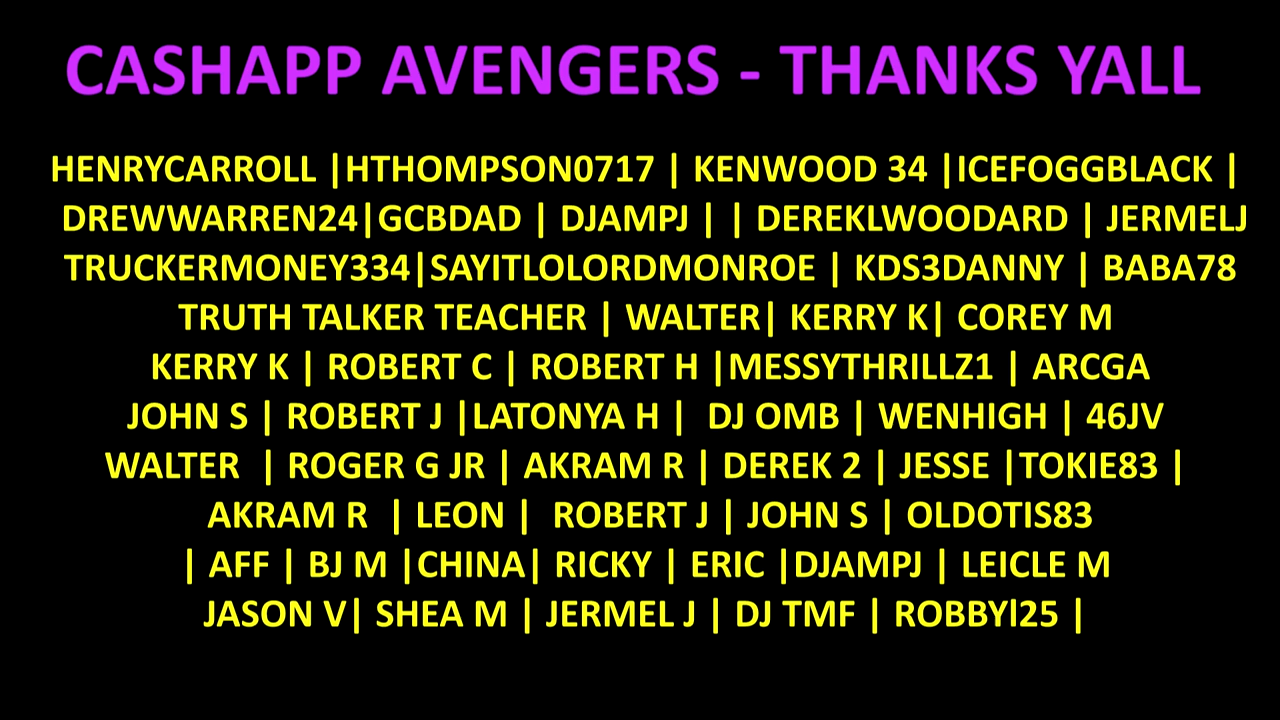 CASHAPP AVENGERS - THANKS YALL
HENRYCARROLL |HTHOMPSON0717 | KENWOOD 34 |ICEFOGGBLACK |
DREWWARREN24|GCBDAD | DJAMPJ | | DEREKLWOODARD | JERMELJ
TRUCKERMONEY334|SAYITLOLORDMONROE | KDS3DANNY | BABA78
TRUTH TALKER TEACHER | WALTER| KERRY K| COREY M
KERRY K | ROBERT C | ROBERT H |MESSYTHRILLZ1 | ARCGA
JOHN S | ROBERT J |LATONYA H |  DJ OMB | WENHIGH | 46JV
WALTER  | ROGER G JR | AKRAM R | DEREK 2 | JESSE |TOKIE83 |
AKRAM R  | LEON |  ROBERT J | JOHN S | OLDOTIS83
| AFF | BJ M |CHINA| RICKY | ERIC |DJAMPJ | LEICLE M
JASON V| SHEA M | JERMEL J | DJ TMF | ROBBYl25 |